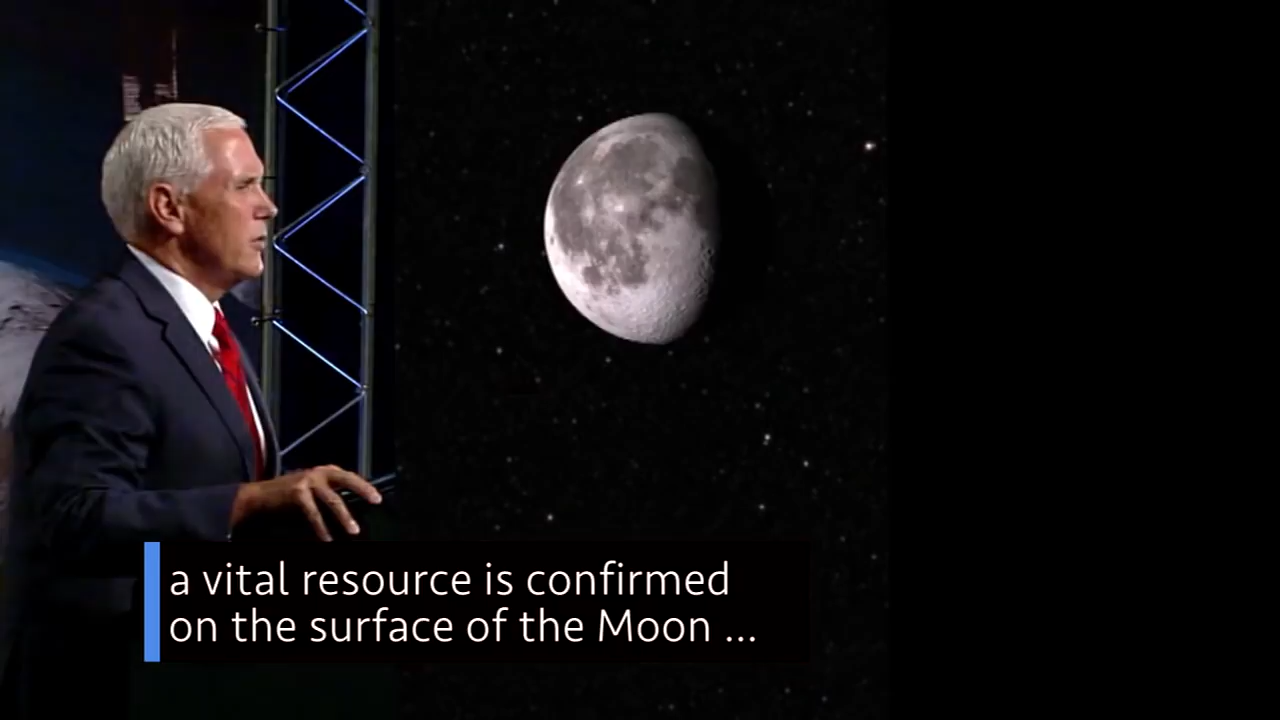 a vital resource is confirmed
on the surface of the Moon ...